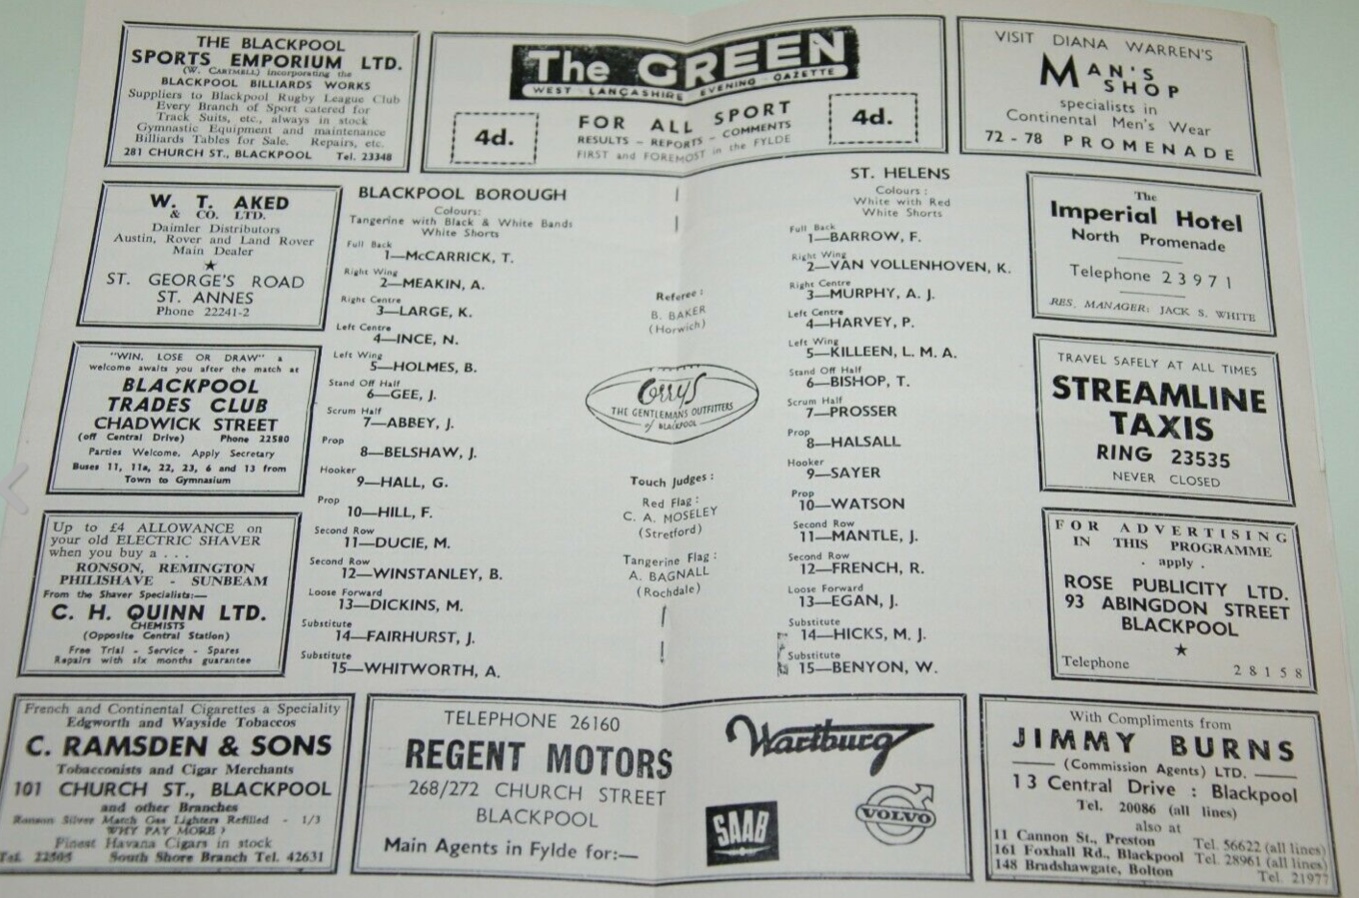 THE BLACKPOOL
SPORTS EMPORIUM LTD.
(W. CARTMELL) incorporating the
BLACKPOOL BILLIARDS WORKS
Suppliers to Blackpool Rugby League Club
Every Branch of Sport catered for
Track Suits, etc., always in stock
Gymnastic Equipment and maintenance
Billiards Tables for Sale. Repairs, etc.
281 CHURCH ST., BLACKPOOL Tel. 23348
The GREEN
WEST LANCASHIRE EVENING GAZETTE
4d.
FOR ALL SPORT
RESULTS - REPORTS - COMMENTS
FIRST and FOREMOST in the FYLDE
4d.
VISIT DIANA WARREN'S
MAN'S
SHOP
specialists in
Continental Men's Wear
72 - 78 PROMENADE
W. T. AKED
& CO. LTD.
Daimler Distributors
Austin, Rover and Land Rover
Main Dealer
★
ST. GEORGE'S ROAD
ST. ANNES
Phone 22241-2
"WIN, LOSE OR DRAW" a
welcome awaits you after the match at
BLACKPOOL
TRADES CLUB
CHADWICK STREET
(off Central Drive) Phone 22580
Parties Welcome, Apply Secretary
Buses 11, 11a, 22, 23, 6 and 13 from
Town to Gymnasium
Up to £4 ALLOWANCE on
your old ELECTRIC SHAVER
when you buy a . . .
RONSON, REMINGTON
PHILISHAVE - SUNBEAM
From the Shaver Specialists:—
C. H. QUINN LTD.
CHEMISTS
(Opposite Central Station)
Free Trial - Service - Spares
Repairs with six months guarantee
BLACKPOOL BOROUGH
Colours:
Tangerine with Black & White Bands
White Shorts
Full Back
1—McCARRICK, T.
Right Wing
2—MEAKIN, A.
Right Centre
3—LARGE, K.
Left Centre
4—INCE, N.
Left Wing
5—HOLMES, B.
Stand Off Half
6—GEE, J.
Scrum Half
7—ABBEY, J.
Prop
8—BELSHAW, J.
Hooker
9—HALL, G.
Prop
10—HILL, F.
Second Row
11—DUCIE, M.
Second Row
12—WINSTANLEY, B.
Loose Forward
13—DICKINS, M.
Substitute
14—FAIRHURST, J.
Substitute
15—WHITWORTH, A.
Referee:
B. BAKER
(Horwich)
Corrys
THE GENTLEMANS OUTFITTERS
of BLACKPOOL
Touch Judges:
Red Flag:
C. A. MOSELEY
(Stretford)
Tangerine Flag:
A. BAGNALL
(Rochdale)
ST. HELENS
Colours:
White with Red
White Shorts
Full Back
1—BARROW, F.
Right Wing
2—VAN VOLLENHOVEN, K.
Right Centre
3—MURPHY, A. J.
Left Centre
4—HARVEY, P.
Left Wing
5—KILLEEN, L. M. A.
Stand Off Half
6—BISHOP, T.
Scrum Half
7—PROSSER
Prop
8—HALSALL
Hooker
9—SAYER
Prop
10—WATSON
Second Row
11—MANTLE, J.
Second Row
12—FRENCH, R.
Loose Forward
13—EGAN, J.
Substitute
14—HICKS, M. J.
Substitute
15—BENYON, W.
The
Imperial Hotel
North Promenade
Telephone 23971
RES. MANAGER: JACK S. WHITE
TRAVEL SAFELY AT ALL TIMES
STREAMLINE
TAXIS
RING 23535
NEVER CLOSED
FOR ADVERTISING
IN THIS PROGRAMME
. apply .
ROSE PUBLICITY LTD.
93 ABINGDON STREET
BLACKPOOL
★
Telephone 28158
French and Continental Cigarettes a Speciality
Edgworth and Wayside Tobaccos
C. RAMSDEN & SONS
Tobacconists and Cigar Merchants
101 CHURCH ST., BLACKPOOL
and other Branches
Ronson Silver Match Gas Lighters Refilled - 1/3
WHY PAY MORE?
Finest Havana Cigars in stock
Tel. South Shore Branch Tel. 42631
TELEPHONE 26160
REGENT MOTORS
268/272 CHURCH STREET
BLACKPOOL
Main Agents in Fylde for:—
Wartburg
SAAB
VOLVO
With Compliments from
JIMMY BURNS
(Commission Agents) LTD.
13 Central Drive : Blackpool
Tel. 20086 (all lines)
also at
11 Cannon St., Preston Tel. 56622 (all lines)
161 Foxhall Rd., Blackpool Tel. 28961 (all lines)
148 Bradshawgate, Bolton Tel. 21977